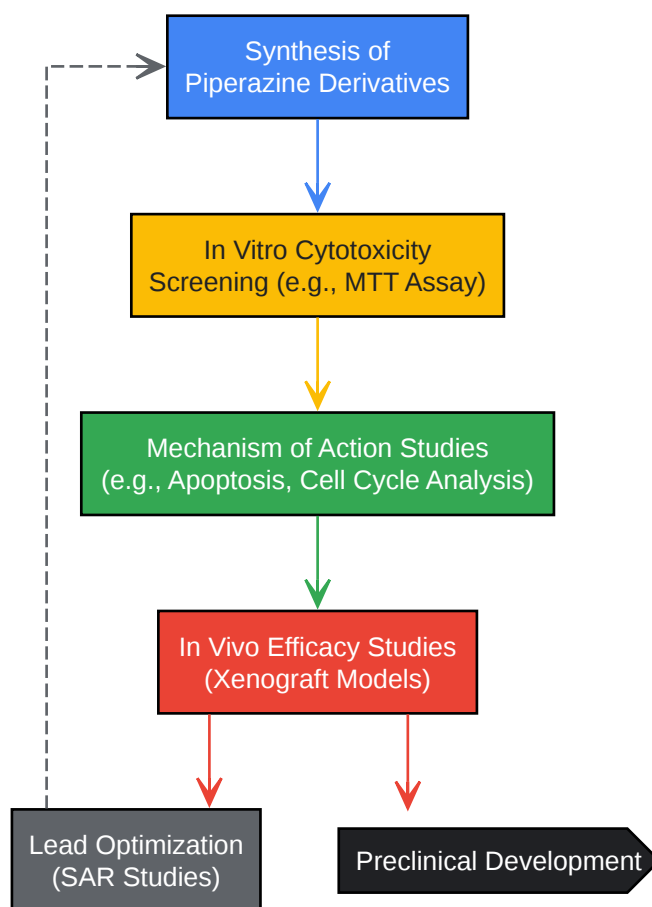 Synthesis of
Piperazine Derivatives
In Vitro Cytotoxicity
Screening (e.g., MTT Assay)
Mechanism of Action Studies
(e.g., Apoptosis, Cell Cycle Analysis)
In Vivo Efficacy Studies
(Xenograft Models)
Lead Optimization
(SAR Studies)
Preclinical Development